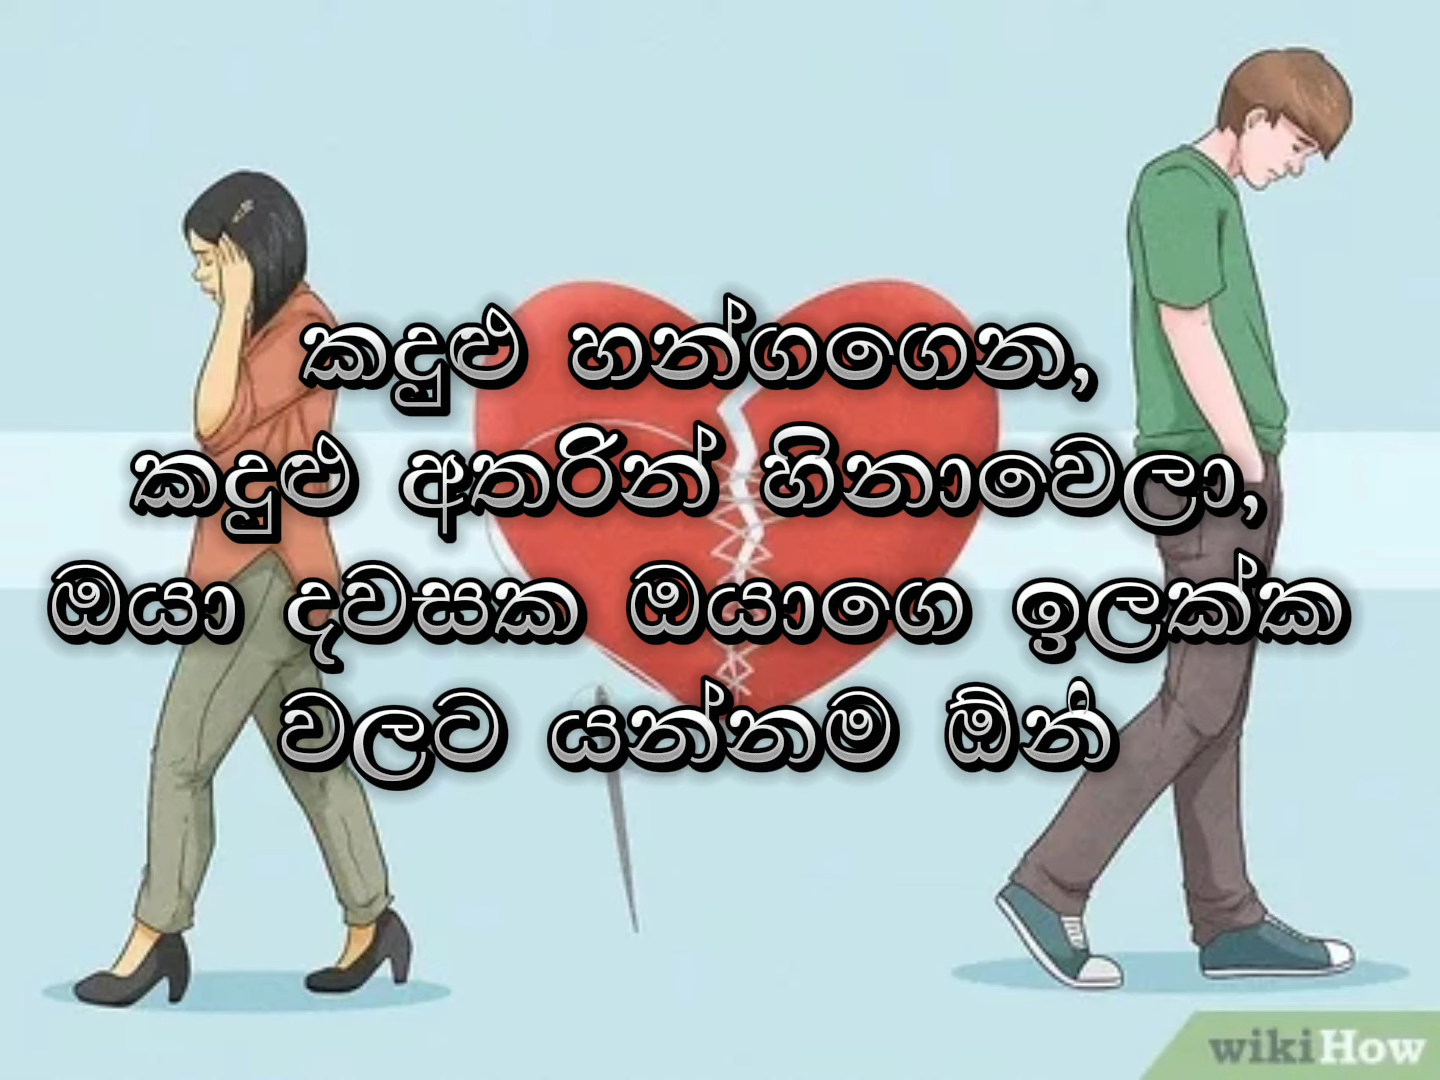 කදුළු හන්ගගෙන,
කදුළු අතරින් හිනාවෙලා,
ඔයා දවසක ඔයාගෙ ඉලක්ක
වලට යන්නම ඕන්
wikiHow